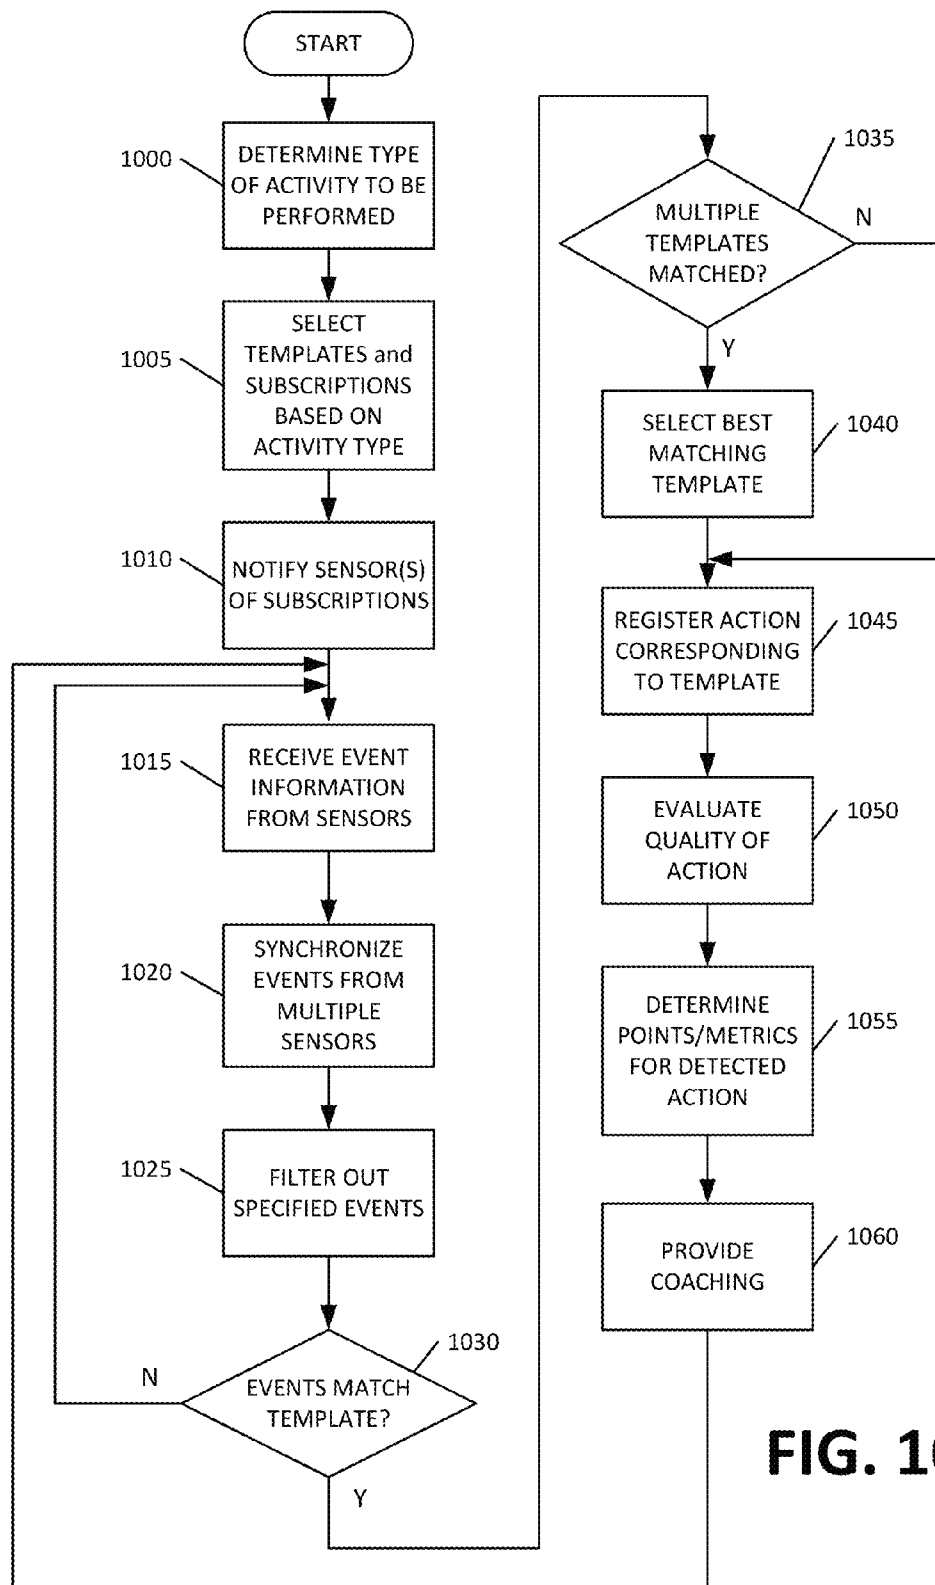 START
1000
DETERMINE TYPE
OF ACTIVITY TO BE
PERFORMED
1005
SELECT
TEMPLATES and
SUBSCRIPTIONS
BASED ON
ACTIVITY TYPE
1010
NOTIFY SENSOR(S)
OF SUBSCRIPTIONS
1015
RECEIVE EVENT
INFORMATION
FROM SENSORS
1020
SYNCHRONIZE
EVENTS FROM
MULTIPLE
SENSORS
1025
FILTER OUT
SPECIFIED EVENTS
1030
EVENTS MATCH
TEMPLATE?
N
Y
1035
MULTIPLE
TEMPLATES
MATCHED?
N
Y
1040
SELECT BEST
MATCHING
TEMPLATE
1045
REGISTER ACTION
CORRESPONDING
TO TEMPLATE
1050
EVALUATE
QUALITY OF
ACTION
1055
DETERMINE
POINTS/METRICS
FOR DETECTED
ACTION
1060
PROVIDE
COACHING
FIG. 10